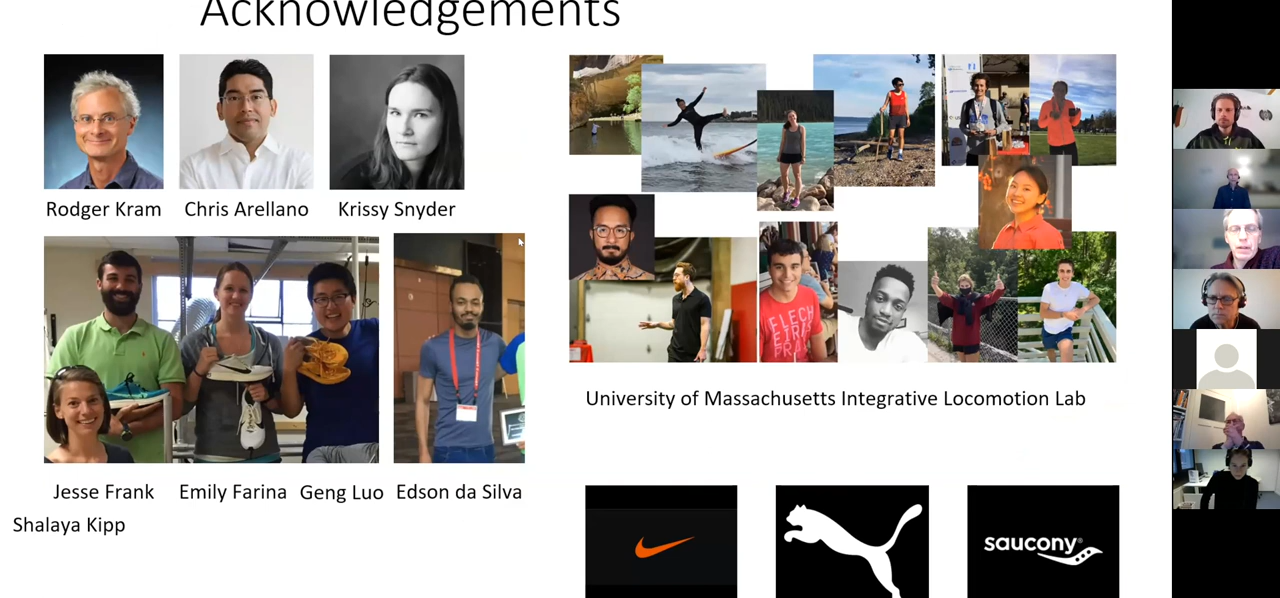 Acknowledgements
Rodger Kram
Chris Arellano
Krissy Snyder
Jesse Frank
Emily Farina
Geng Luo
Edson da Silva
Shalaya Kipp
University of Massachusetts Integrative Locomotion Lab
saucony®